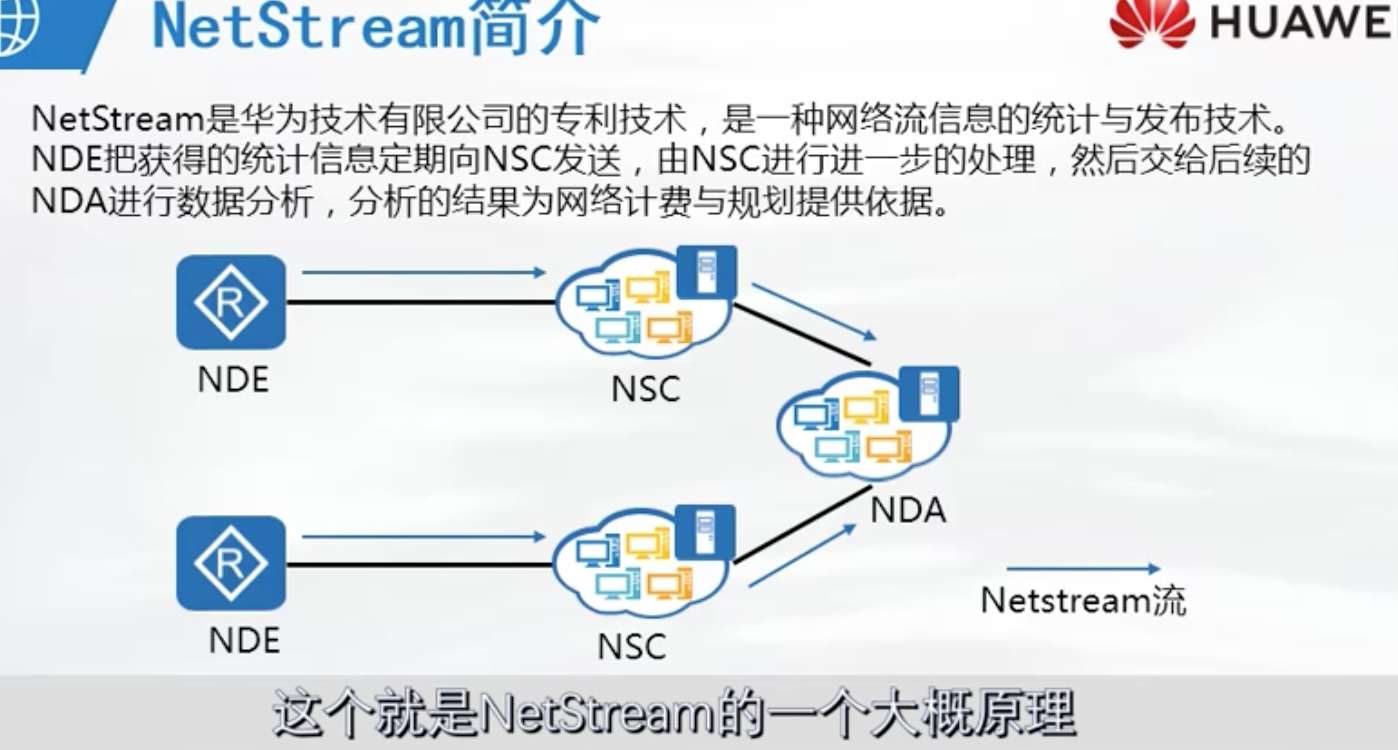 NetStream简介
HUAWE
NetStream是华为技术有限公司的专利技术，是一种网络流信息的统计与发布技术。
NDE把获得的统计信息定期向NSC发送，由NSC进行进一步的处理，然后交给后续的
NDA进行数据分析，分析的结果为网络计费与规划提供依据。
R
NDE
NSC
NDA
R
NDE
NSC
Netstream流
这个就是NetStream的一个大概原理